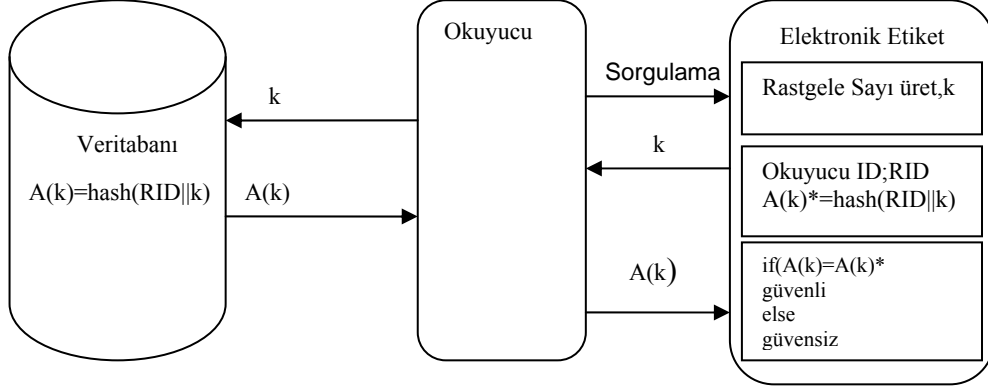 Okuyucu
Elektronik Etiket
Sorgulama
Rastgele Sayı üret,k
k
k
Veritabanı
A(k)=hash(RID||k)
A(k)
Okuyucu ID;RID
A(k)*=hash(RID||k)
A(k)
if(A(k)=A(k)*
güvenli
else
güvensiz